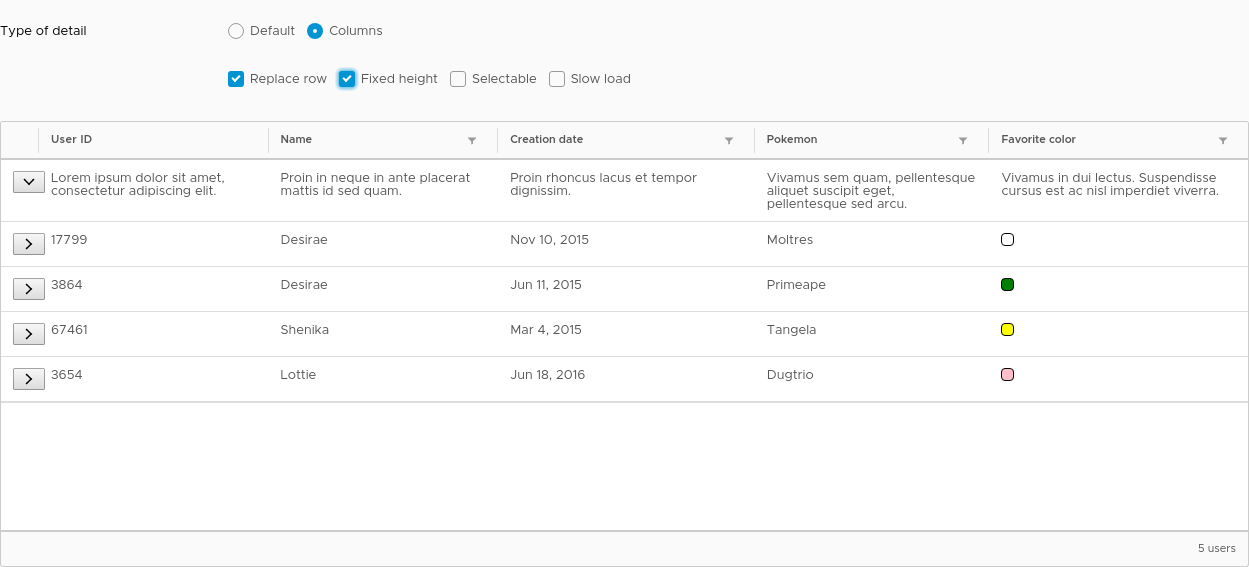 Type of detail
Default Columns
Replace row Fixed height Selectable Slow load
User ID Name Creation date Pokemon Favorite color
Lorem ipsum dolor sit amet,
consectetur adipiscing elit.
Proin in neque in ante placerat
mattis id sed quam.
Proin rhoncus lacus et tempor
dignissim.
Vivamus sem quam, pellentesque
aliquet suscipit eget,
pellentesque sed arcu.
Vivamus in dui lectus. Suspendisse
cursus est ac nisl imperdiet viverra.
17799 Desirae Nov 10, 2015 Moltres
3864 Desirae Jun 11, 2015 Primeape
67461 Shenika Mar 4, 2015 Tangela
3654 Lottie Jun 18, 2016 Dugtrio
5 users